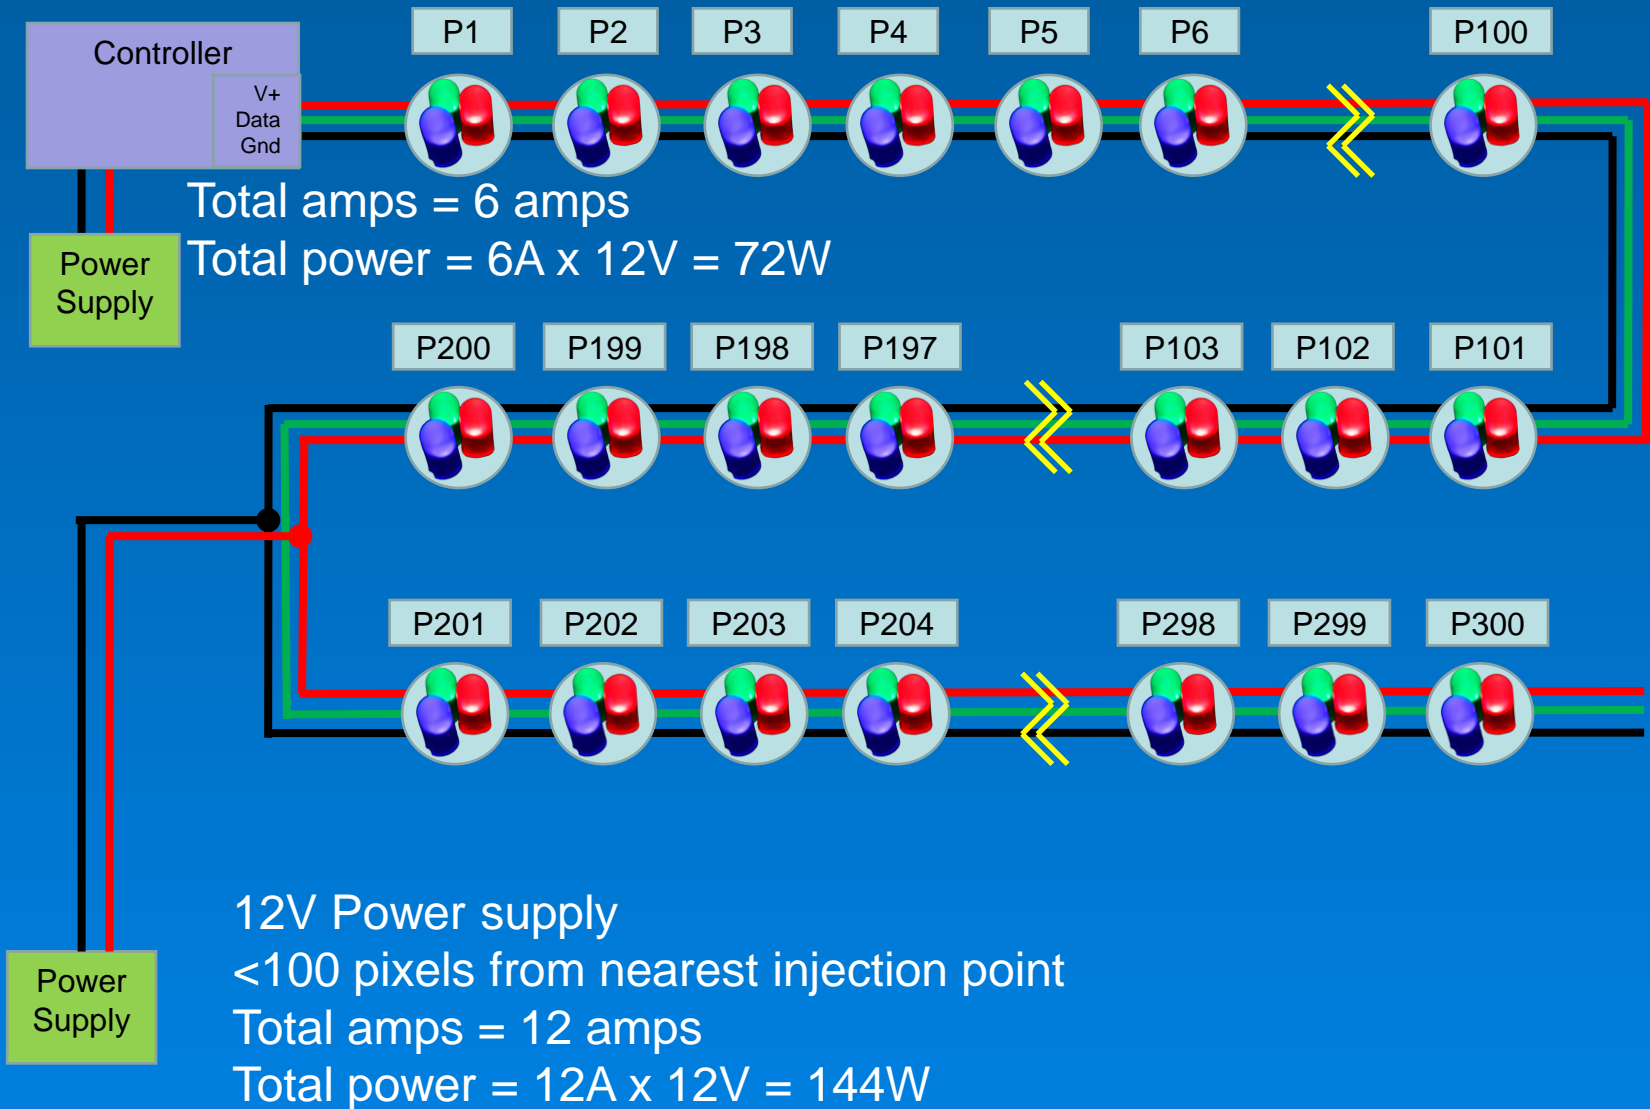 Controller
V+
Data
Gnd
P1
P2
P3
P4
P5
P6
P100
Total amps = 6 amps
Total power = 6A x 12V = 72W
Power
Supply
P200
P199
P198
P197
P103
P102
P101
P201
P202
P203
P204
P298
P299
P300
12V Power supply
<100 pixels from nearest injection point
Total amps = 12 amps
Total power = 12A x 12V = 144W
Power
Supply